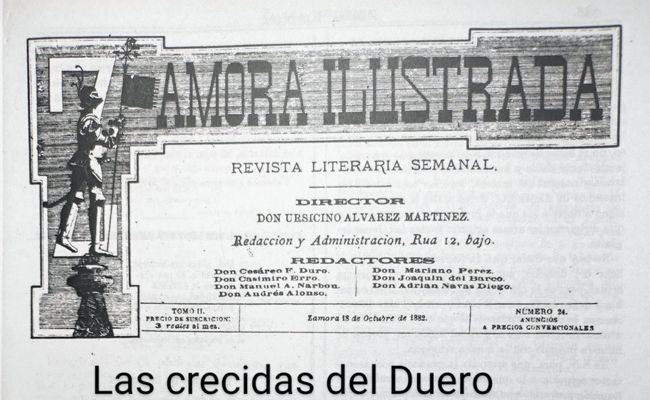 ZAMORA ILUSTRADA
REVISTA LITERARIA SEMANAL.
DIRECTOR
DON URSICINO ALVAREZ MARTINEZ.
Redaccion y Administracion, Rua 12, bajo.
REDACTORES
Don Cesáreo F. Duro.
Don Casimiro Erro.
Don Manuel A. Narbon.
Don Andrés Alonso.
Don Mariano Perez.
Don Joaquin del Barco.
Don Adrian Navas Diego.
TOMO II.
PRECIO DE SUSCRICION:
3 reales al mes.
Zamora 18 de Octubre de 1882.
NÚMERO 24.
ANUNCIOS
A PRECIOS CONVENCIONALES
Las crecidas del Duero